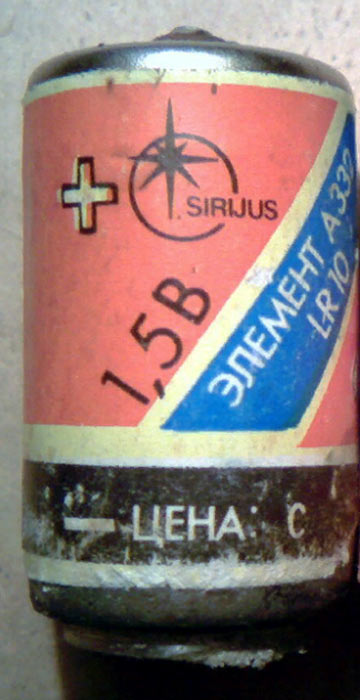 +
SIRIJUS
1,5В
ЭЛЕМЕНТ А332
LR10
— ЦЕНА: С